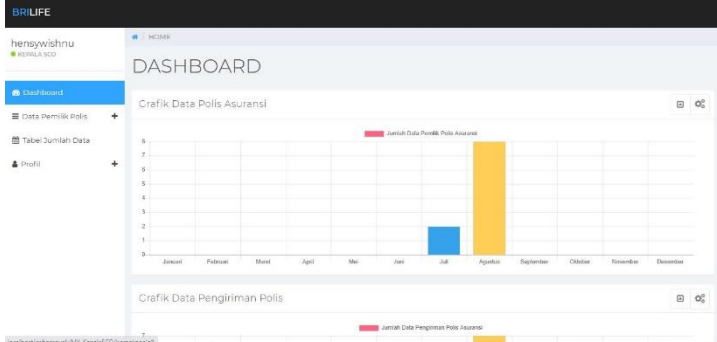 BRILIFE
hensywishnu
KEPALA SCO
HOME
DASHBOARD
Dashboard
Data Pemilik Polis +
Tabel Jumlah Data
Profil +
Grafik Data Polis Asuransi
Jumlah Data Pemilik Polis Asuransi
8
7
6
5
4
3
2
1
0
Januari Februari Maret April Mei Juni Juli Agustus September Oktober November Desember
Grafik Data Pengiriman Polis
Jumlah Data Pengiriman Polis Asuransi
7